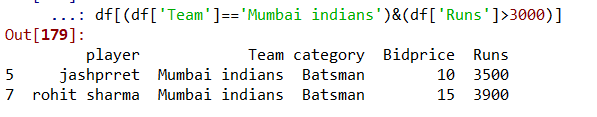 ...: df[(df['Team']=='Mumbai indians')&(df['Runs']>3000)]
Out[179]:
player Team category Bidprice Runs
5 jashprret Mumbai indians Batsman 10 3500
7 rohit sharma Mumbai indians Batsman 15 3900